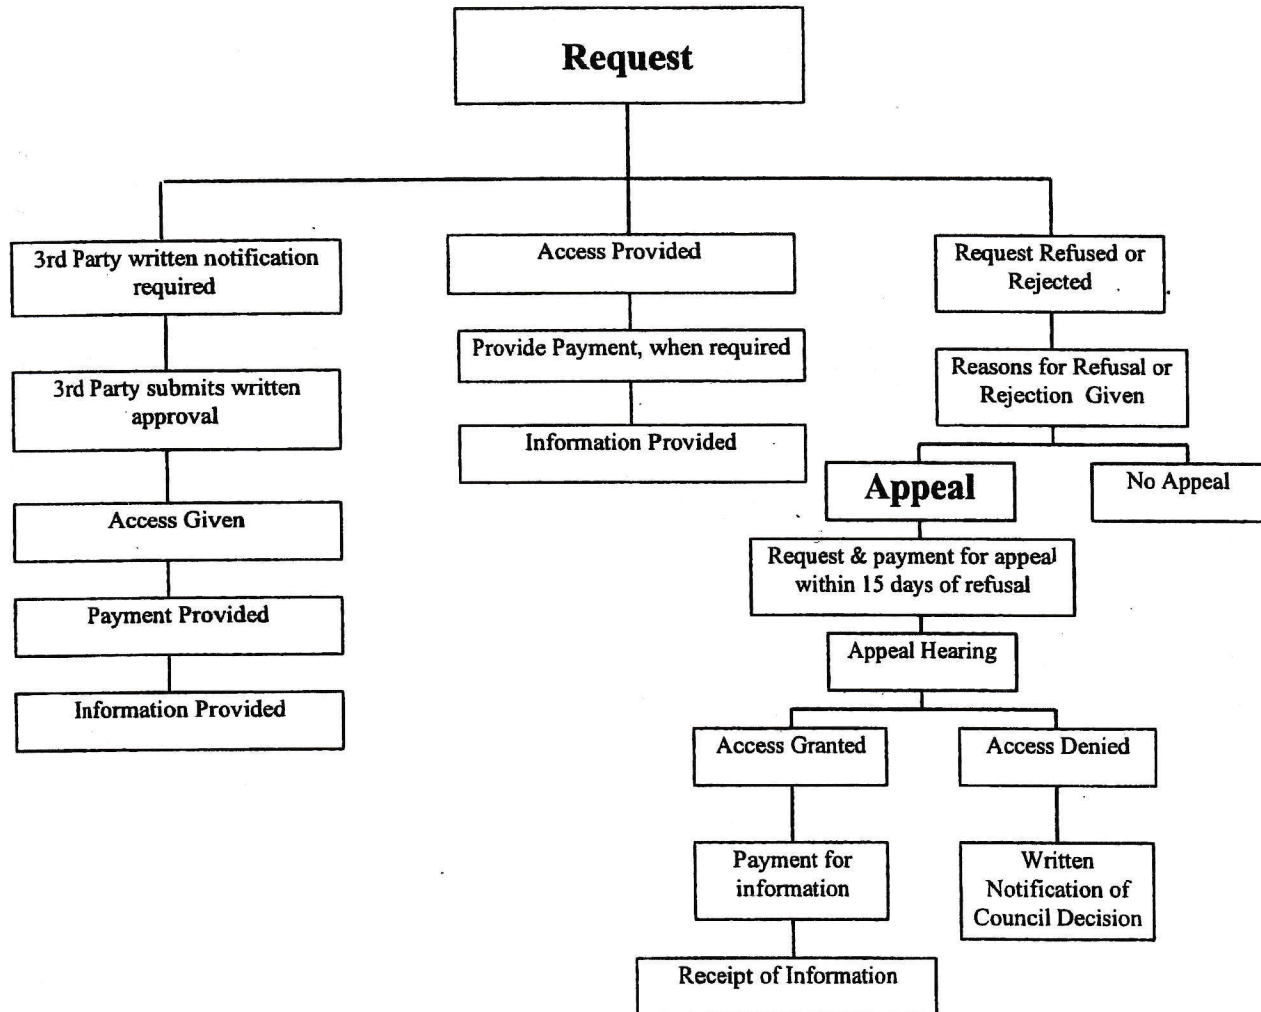 Request
3rd Party written notification
required
3rd Party submits written
approval
Access Given
Payment Provided
Information Provided
Access Provided
Provide Payment, when required
Information Provided
Request Refused or
Rejected
Reasons for Refusal or
Rejection Given
Appeal
No Appeal
Request & payment for appeal
within 15 days of refusal
Appeal Hearing
Access Granted
Access Denied
Payment for
information
Written
Notification of
Council Decision
Receipt of Information